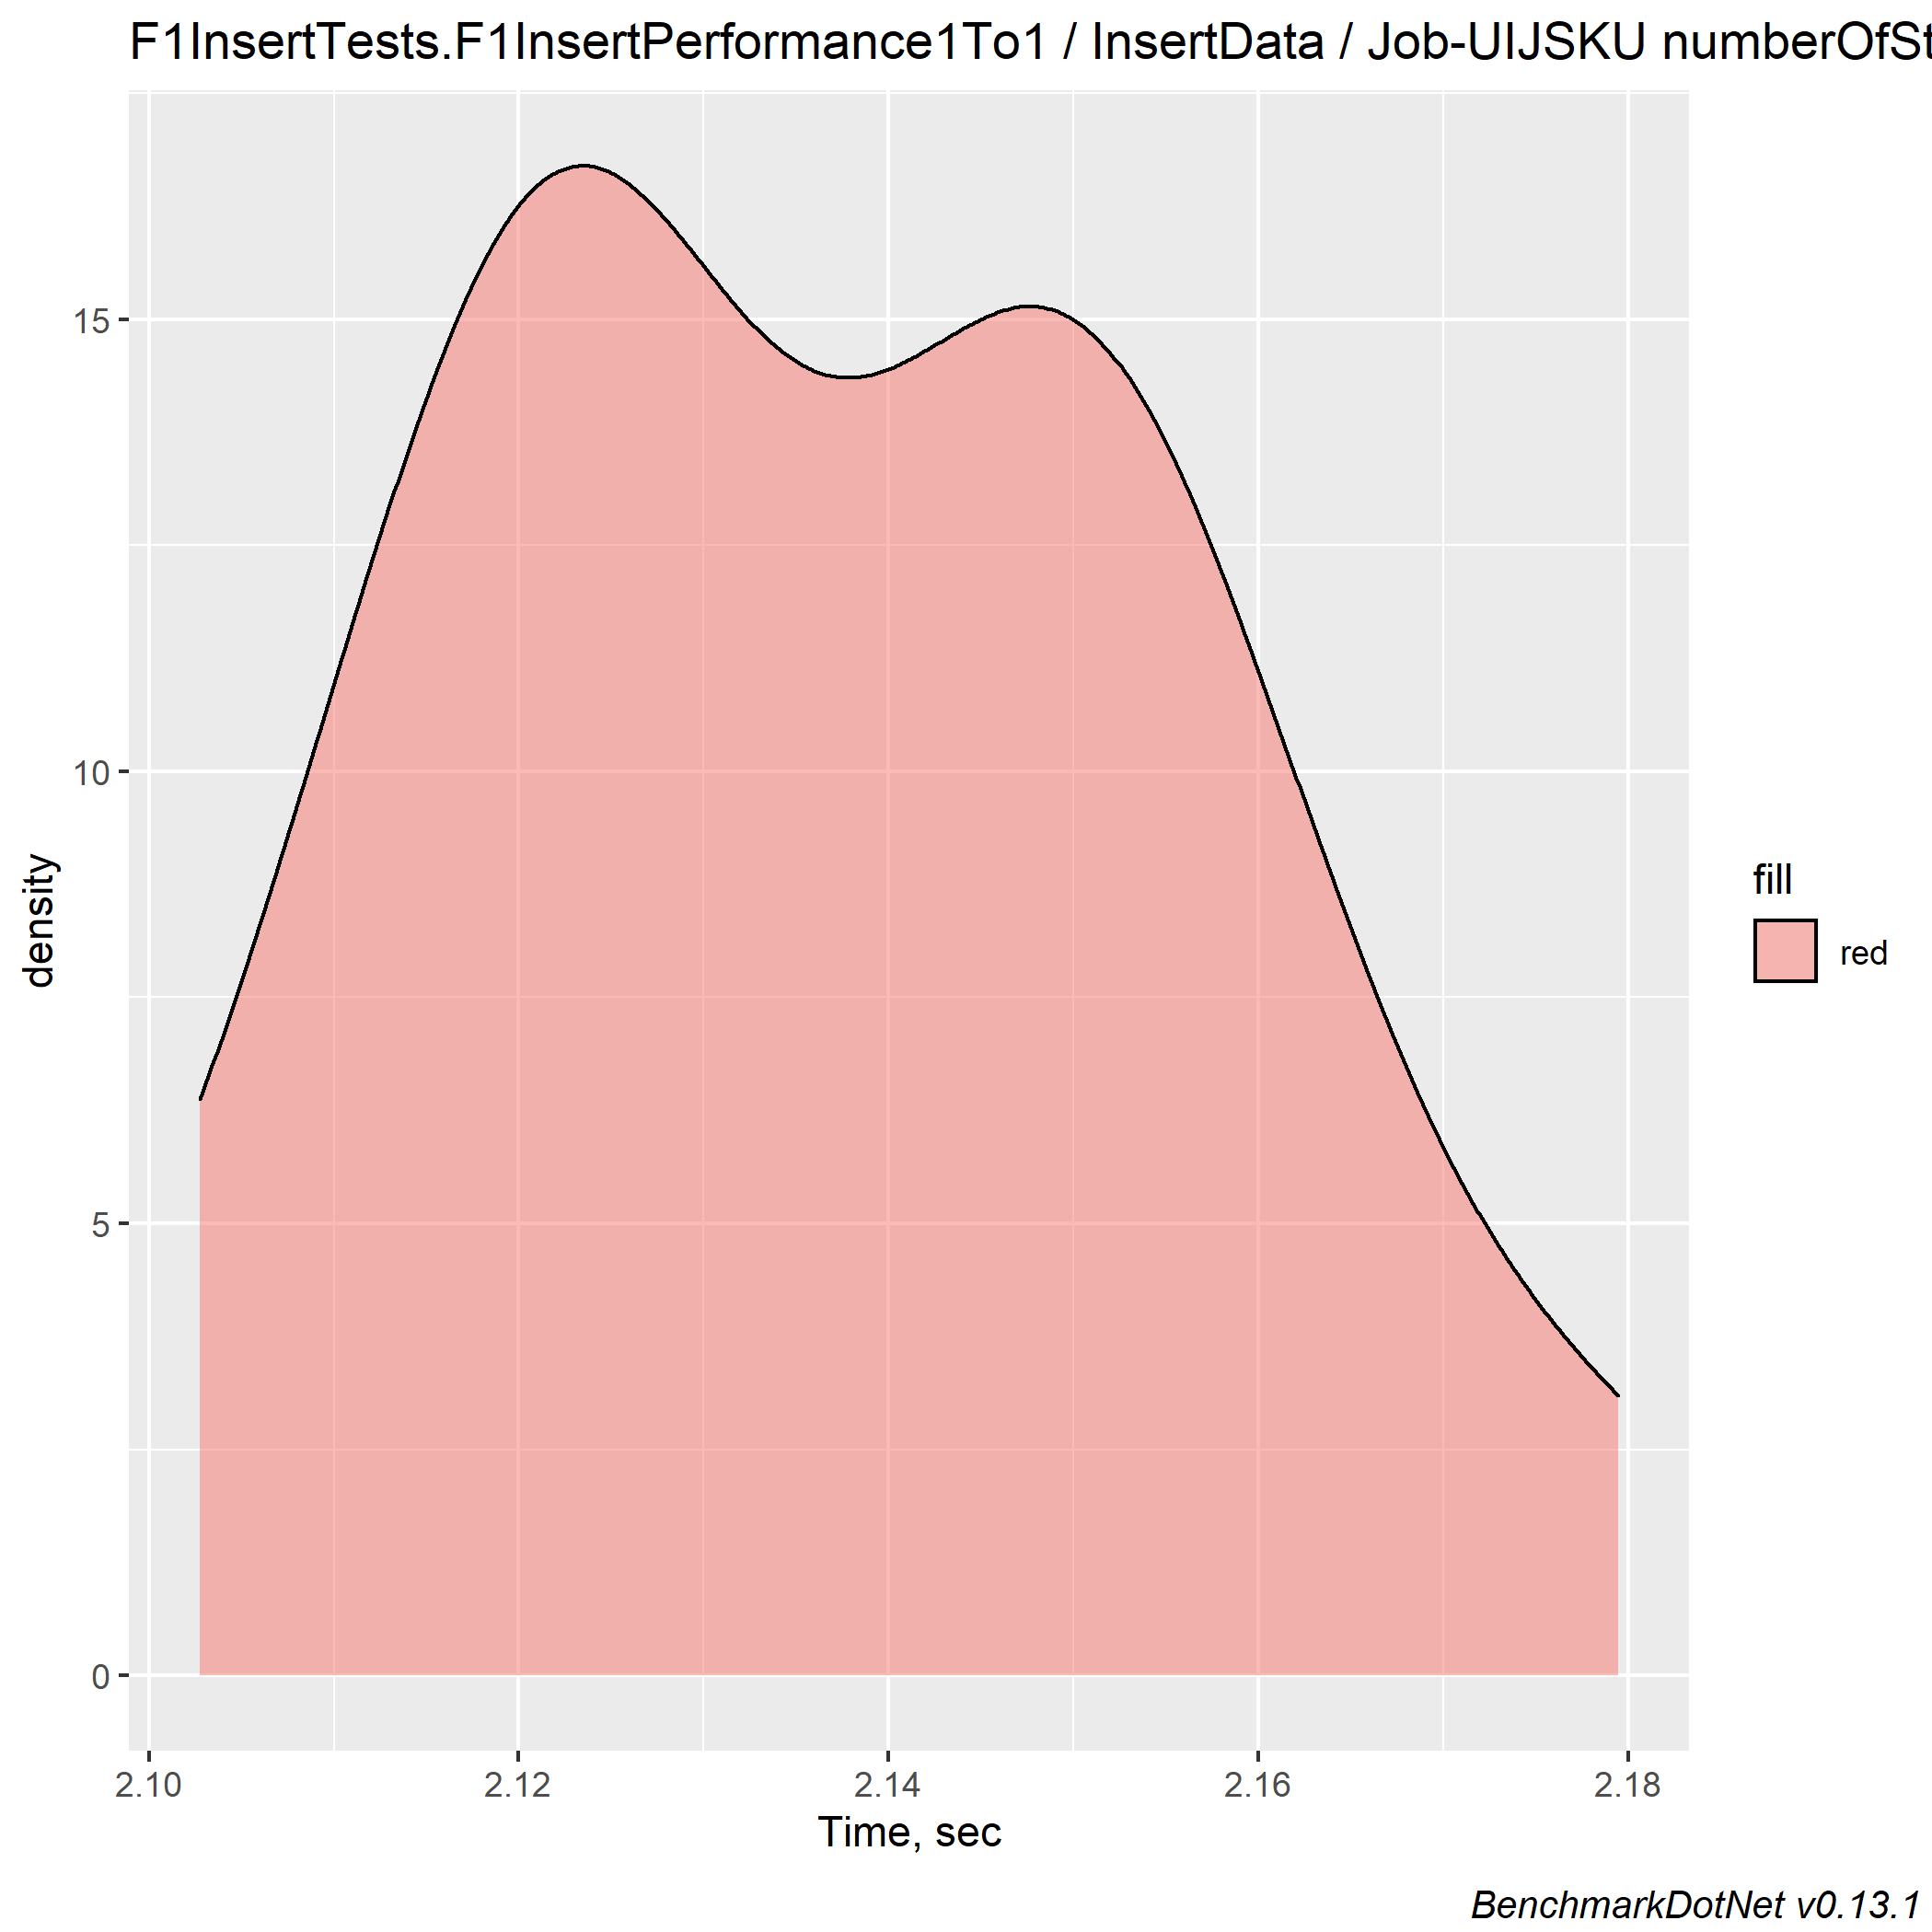 F1InsertTests.F1InsertPerformance1To1 / InsertData / Job-UIJSKU numberOfSt
15
10
5
0
density
2.10 2.12 2.14 2.16 2.18
Time, sec
fill
red
BenchmarkDotNet v0.13.1